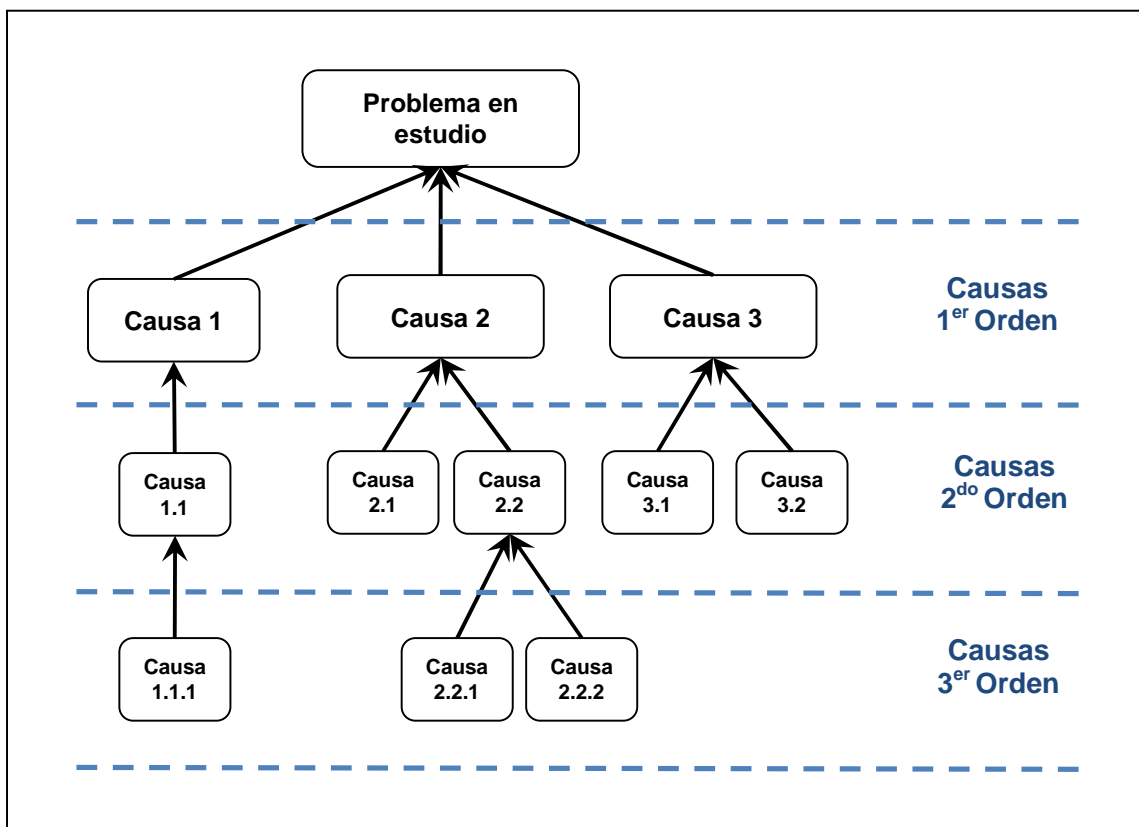 Problema en
estudio
Causa 1
Causa 2
Causa 3
Causas
1er Orden
Causa
1.1
Causa
2.1
Causa
2.2
Causa
3.1
Causa
3.2
Causas
2do Orden
Causa
1.1.1
Causa
2.2.1
Causa
2.2.2
Causas
3er Orden